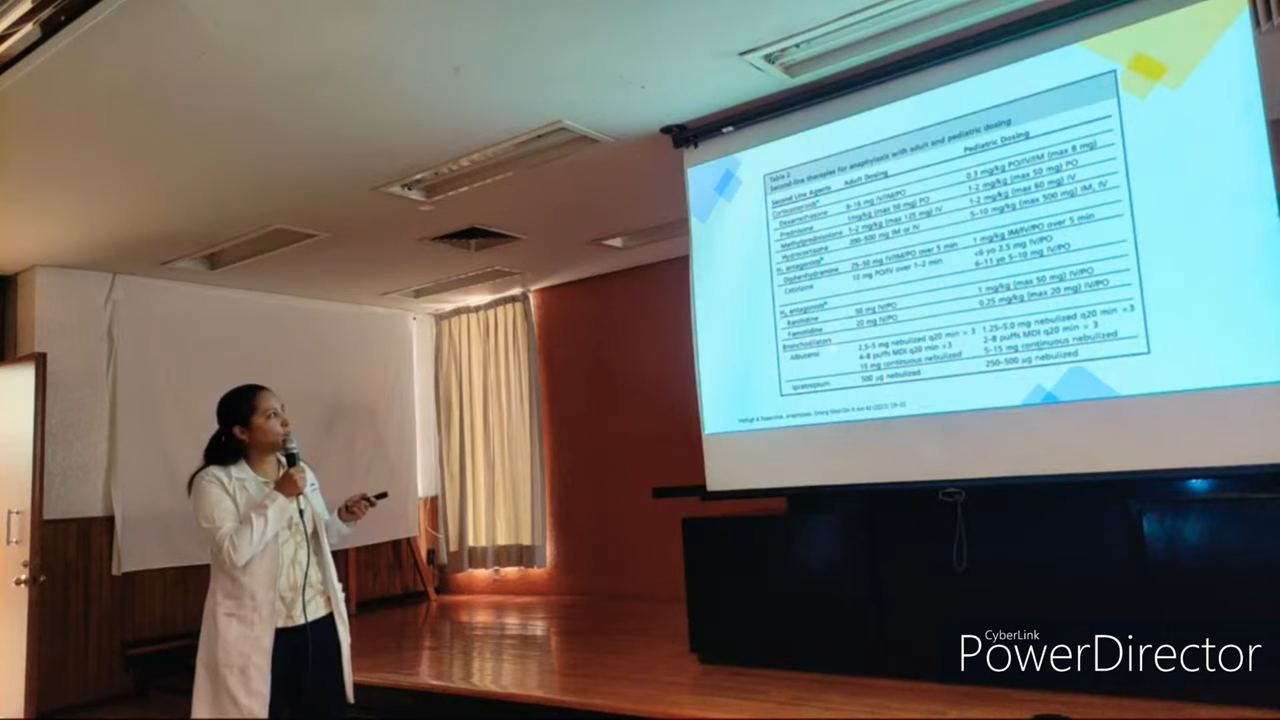 Table 2
Second-line therapies for anaphylaxis with adult and pediatric dosing
Second Line Agents Adult Dosing Pediatric Dosing
Corticosteroids
Dexamethasone 8–16 mg IV/IM/PO 0.3 mg/kg PO/IV/IM (max 8 mg)
Prednisone 1mg/kg (max 50 mg) PO 1-2 mg/kg (max 50 mg) PO
Methylprednisolone 1–2 mg/kg (max 125 mg) IV 1-2 mg/kg (max 60 mg) IV
Hydrocortisone 200-500 mg IM or IV 5-10 mg/kg (max 500 mg) IM, IV
H1 antagonists
Diphenhydramine 25–50 mg IV/IM/PO over 5 min 1 mg/kg IM/IV/PO over 5 min
Cetirizine 10 mg PO/IV over 1–2 min <6 yo 2.5 mg IV/PO
6–11 yo 5–10 mg IV/PO
H2 antagonists
Ranitidine 50 mg IV/PO 1 mg/kg (max 50 mg) IV/PO
Famotidine 20 mg IV/PO 0.25 mg/kg (max 20 mg) IV/PO
Bronchodilators
Albuterol 2.5–5 mg nebulized q20 min × 3 1.25–5.0 mg nebulized q20 min ×3
4–8 puffs MDI q20 min ×3 2–8 puffs MDI q20 min × 3
15 mg continuous nebulized 5–15 mg continuous nebulized
Ipratropium 500 μg nebulized 250–500 μg nebulized
CyberLink
PowerDirector